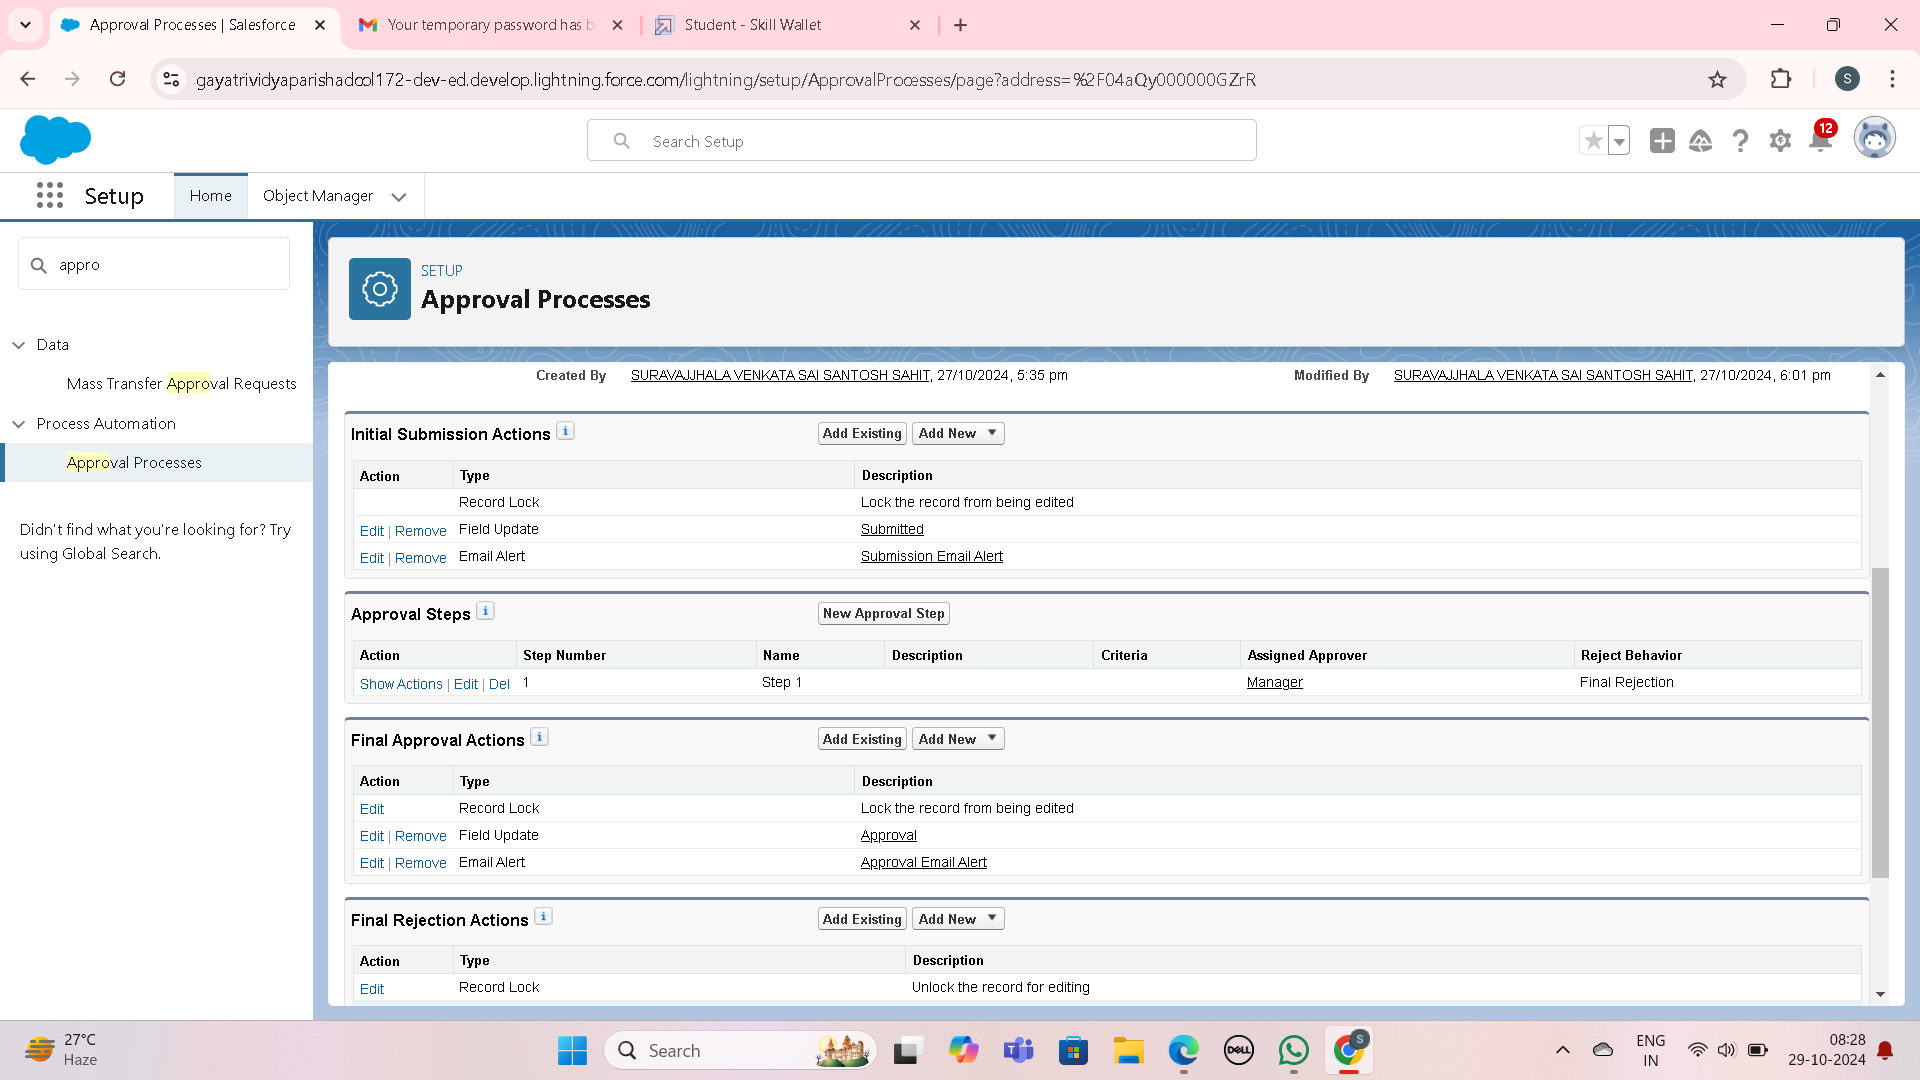 Approval Processes | Salesforce
Your temporary password has b
Student - Skill Wallet
gayatrividyaparishadcol172-dev-ed.develop.lightning.force.com/lightning/setup/ApprovalProcesses/page?address=%2F04aQy000000GZrR
S
Search Setup
12
Setup
Home
Object Manager
appro
Data
Mass Transfer Approval Requests
Process Automation
Approval Processes
Didn't find what you're looking for? Try
using Global Search.
SETUP
Approval Processes
Created By SURAVAJJHALA VENKATA SAI SANTOSH SAHIT, 27/10/2024, 5:35 pm Modified By SURAVAJJHALA VENKATA SAI SANTOSH SAHIT, 27/10/2024, 6:01 pm
Initial Submission Actions i Add Existing Add New
Action Type Description
Record Lock Lock the record from being edited
Edit | Remove Field Update Submitted
Edit | Remove Email Alert Submission Email Alert
Approval Steps i New Approval Step
Action Step Number Name Description Criteria Assigned Approver Reject Behavior
Show Actions | Edit | Del 1 Step 1 Manager Final Rejection
Final Approval Actions i Add Existing Add New
Action Type Description
Edit Record Lock Lock the record from being edited
Edit | Remove Field Update Approval
Edit | Remove Email Alert Approval Email Alert
Final Rejection Actions i Add Existing Add New
Action Type Description
Edit Record Lock Unlock the record for editing
27°C
Haze
Search
DELL
S
ENG
IN
08:28
29-10-2024